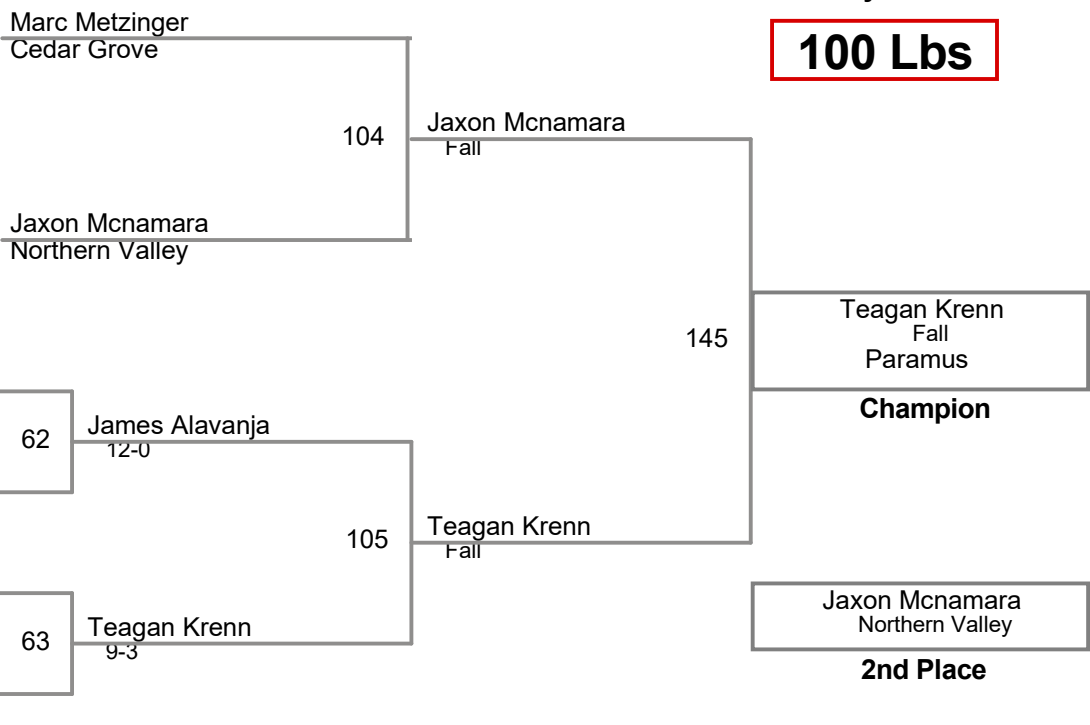 Marc Metzinger
Cedar Grove
100 Lbs
104
Jaxon Mcnamara
Fall
Jaxon Mcnamara
Northern Valley
145
Teagan Krenn
Fall
Paramus
Champion
62
James Alavanja
12-0
105
Teagan Krenn
Fall
63
Teagan Krenn
9-3
Jaxon Mcnamara
Northern Valley
2nd Place